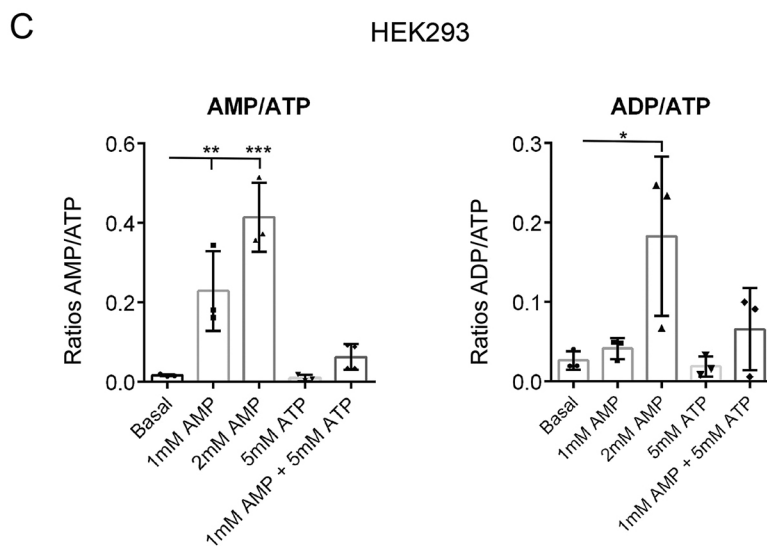 C
HEK293
AMP/ATP
Ratios AMP/ATP
0.6
0.4
0.2
0.0
** ***
Basal
1mM AMP
2mM AMP
5mM ATP
1mM AMP + 5mM ATP
ADP/ATP
Ratios ADP/ATP
0.3
0.2
0.1
0.0
*
Basal
1mM AMP
2mM AMP
5mM ATP
1mM AMP + 5mM ATP